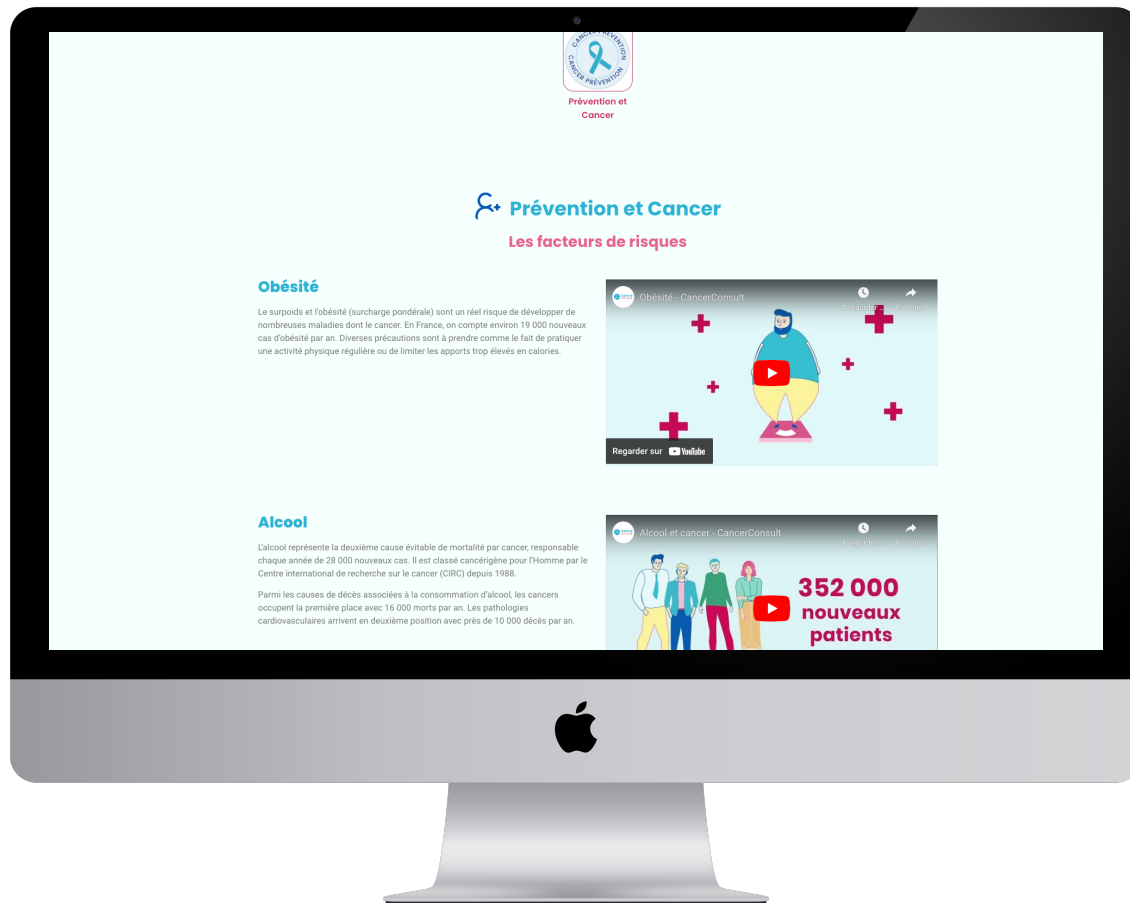 CANCER PRÉVENTION
CANCER PRÉVENTION
Prévention et
Cancer
Prévention et Cancer
Les facteurs de risques
Obésité
Le surpoids et l'obésité (surcharge pondérale) sont un réel risque de développer de
nombreuses maladies dont le cancer. En France, on compte environ 19 000 nouveaux
cas d'obésité par an. Diverses précautions sont à prendre comme le fait de pratiquer
une activité physique régulière ou de limiter les apports trop élevés en calories.
Obésité - CancerConsult
À regarder ...
Partager
Regarder sur YouTube
Alcool
L'alcool représente la deuxième cause évitable de mortalité par cancer, responsable
chaque année de 28 000 nouveaux cas. Il est classé cancérigène pour l'Homme par le
Centre international de recherche sur le cancer (CIRC) depuis 1988.
Parmi les causes de décès associées à la consommation d'alcool, les cancers
occupent la première place avec 16 000 morts par an. Les pathologies
cardiovasculaires arrivent en deuxième position avec près de 10 000 décès par an.
Alcool et cancer - CancerConsult
À regarder ...
Partager
352 000
nouveaux
patients